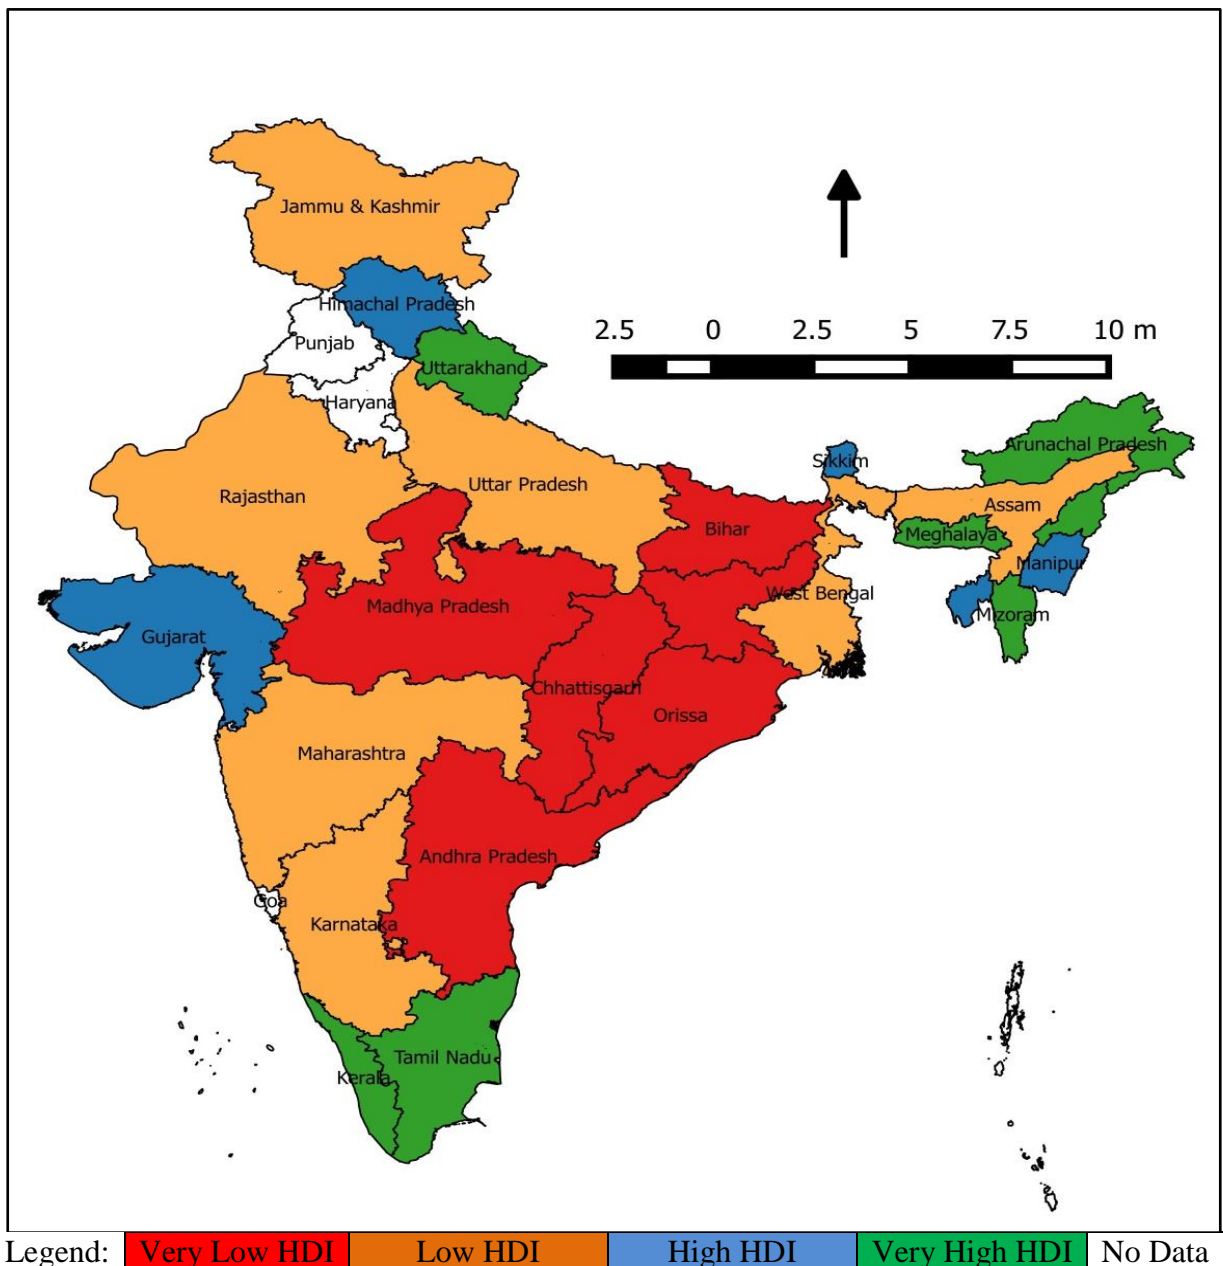 Jammu & Kashmir
Himachal Pradesh
2.5 0 2.5 5 7.5 10 m
Punjab
Uttarakhand
Haryana
Arunachal Pradesh
Sikkim
Uttar Pradesh
Rajasthan
Assam
Bihar
Meghalaya
Manipur
West Bengal
Madhya Pradesh
Mizoram
Gujarat
Chhattisgarh
Orissa
Maharashtra
Andhra Pradesh
Goa
Karnataka
Tamil Nadu
Kerala
Legend: Very Low HDI Low HDI High HDI Very High HDI No Data